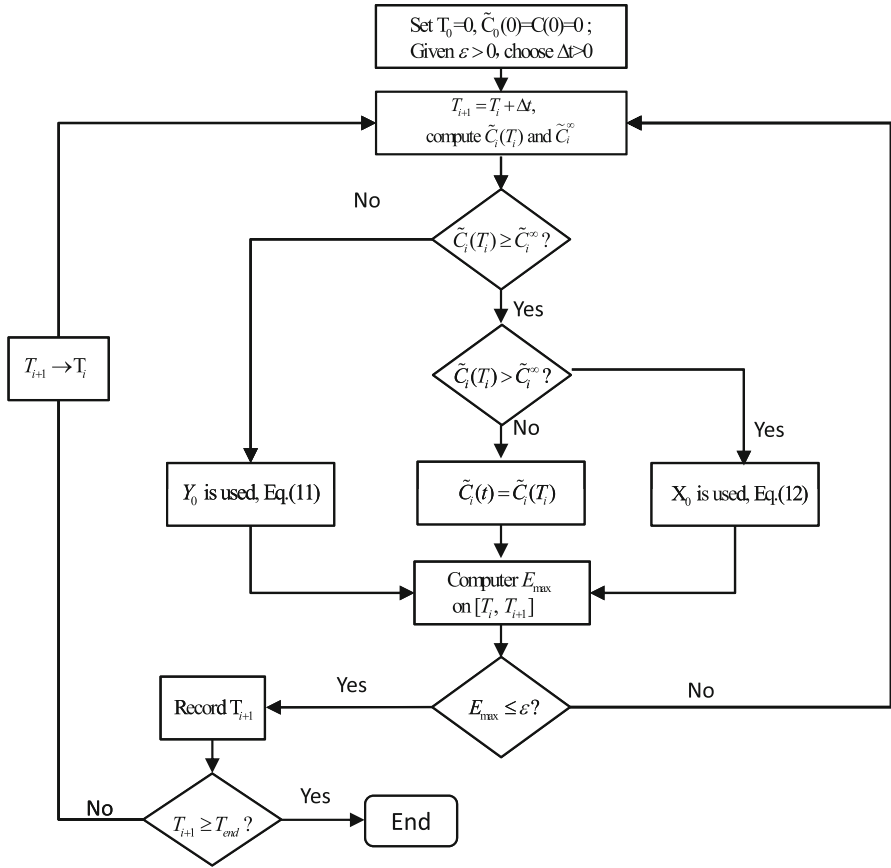 Set T₀=0, C̃₀(0)=C(0)=0 ;
Given ε > 0, choose Δt>0
Tᵢ₊₁ = Tᵢ + Δt,
compute C̃ᵢ(Tᵢ) and C̃ᵢ^∞
No
C̃ᵢ(Tᵢ) ≥ C̃ᵢ^∞ ?
Yes
Tᵢ₊₁ → Tᵢ
C̃ᵢ(Tᵢ) > C̃ᵢ^∞ ?
No
Yes
Y₀ is used, Eq.(11)
C̃ᵢ(t) = C̃ᵢ(Tᵢ)
X₀ is used, Eq.(12)
Computer E_max
on [Tᵢ, Tᵢ₊₁]
Yes
No
Record Tᵢ₊₁
E_max ≤ ε?
No
Yes
Tᵢ₊₁ ≥ T_end ?
End